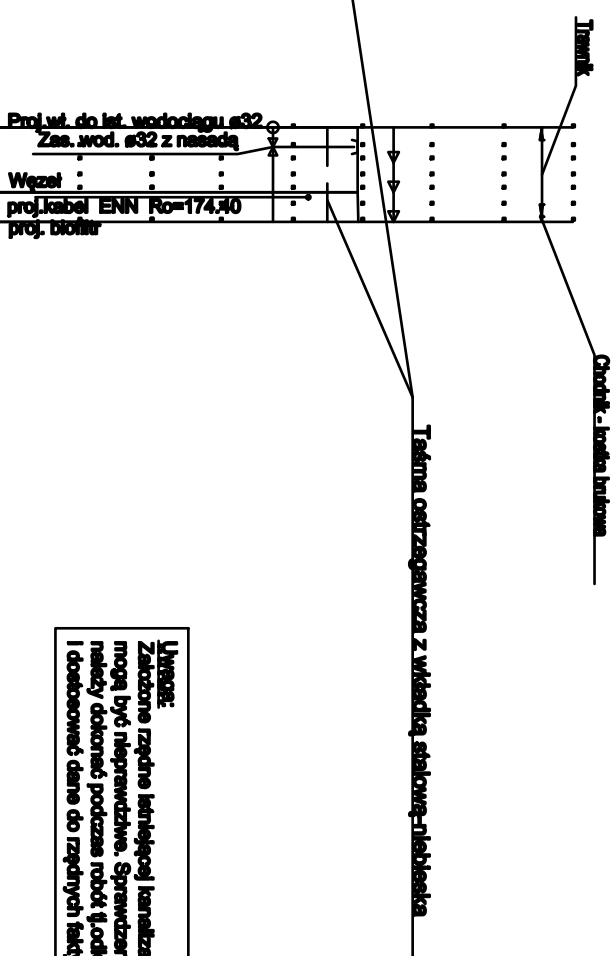 Trawnik
Proj.wł. do ist. wodociągu ø32
Zas. wod. ø32 z nasadą
Węzeł
proj.kabel ENN Ro=174.40
proj. biofiltr
Chodnik - kostka brukowa
Taśma ostrzegawcza z wkładką stalową-niebieska
Uwaga:
Założone rzędne istniejącej kanaliza
mogą być nieprawdziwe. Sprawdzen
należy dokonać podczas robót tj.odk
i dostosować dane do rzędnych fakty